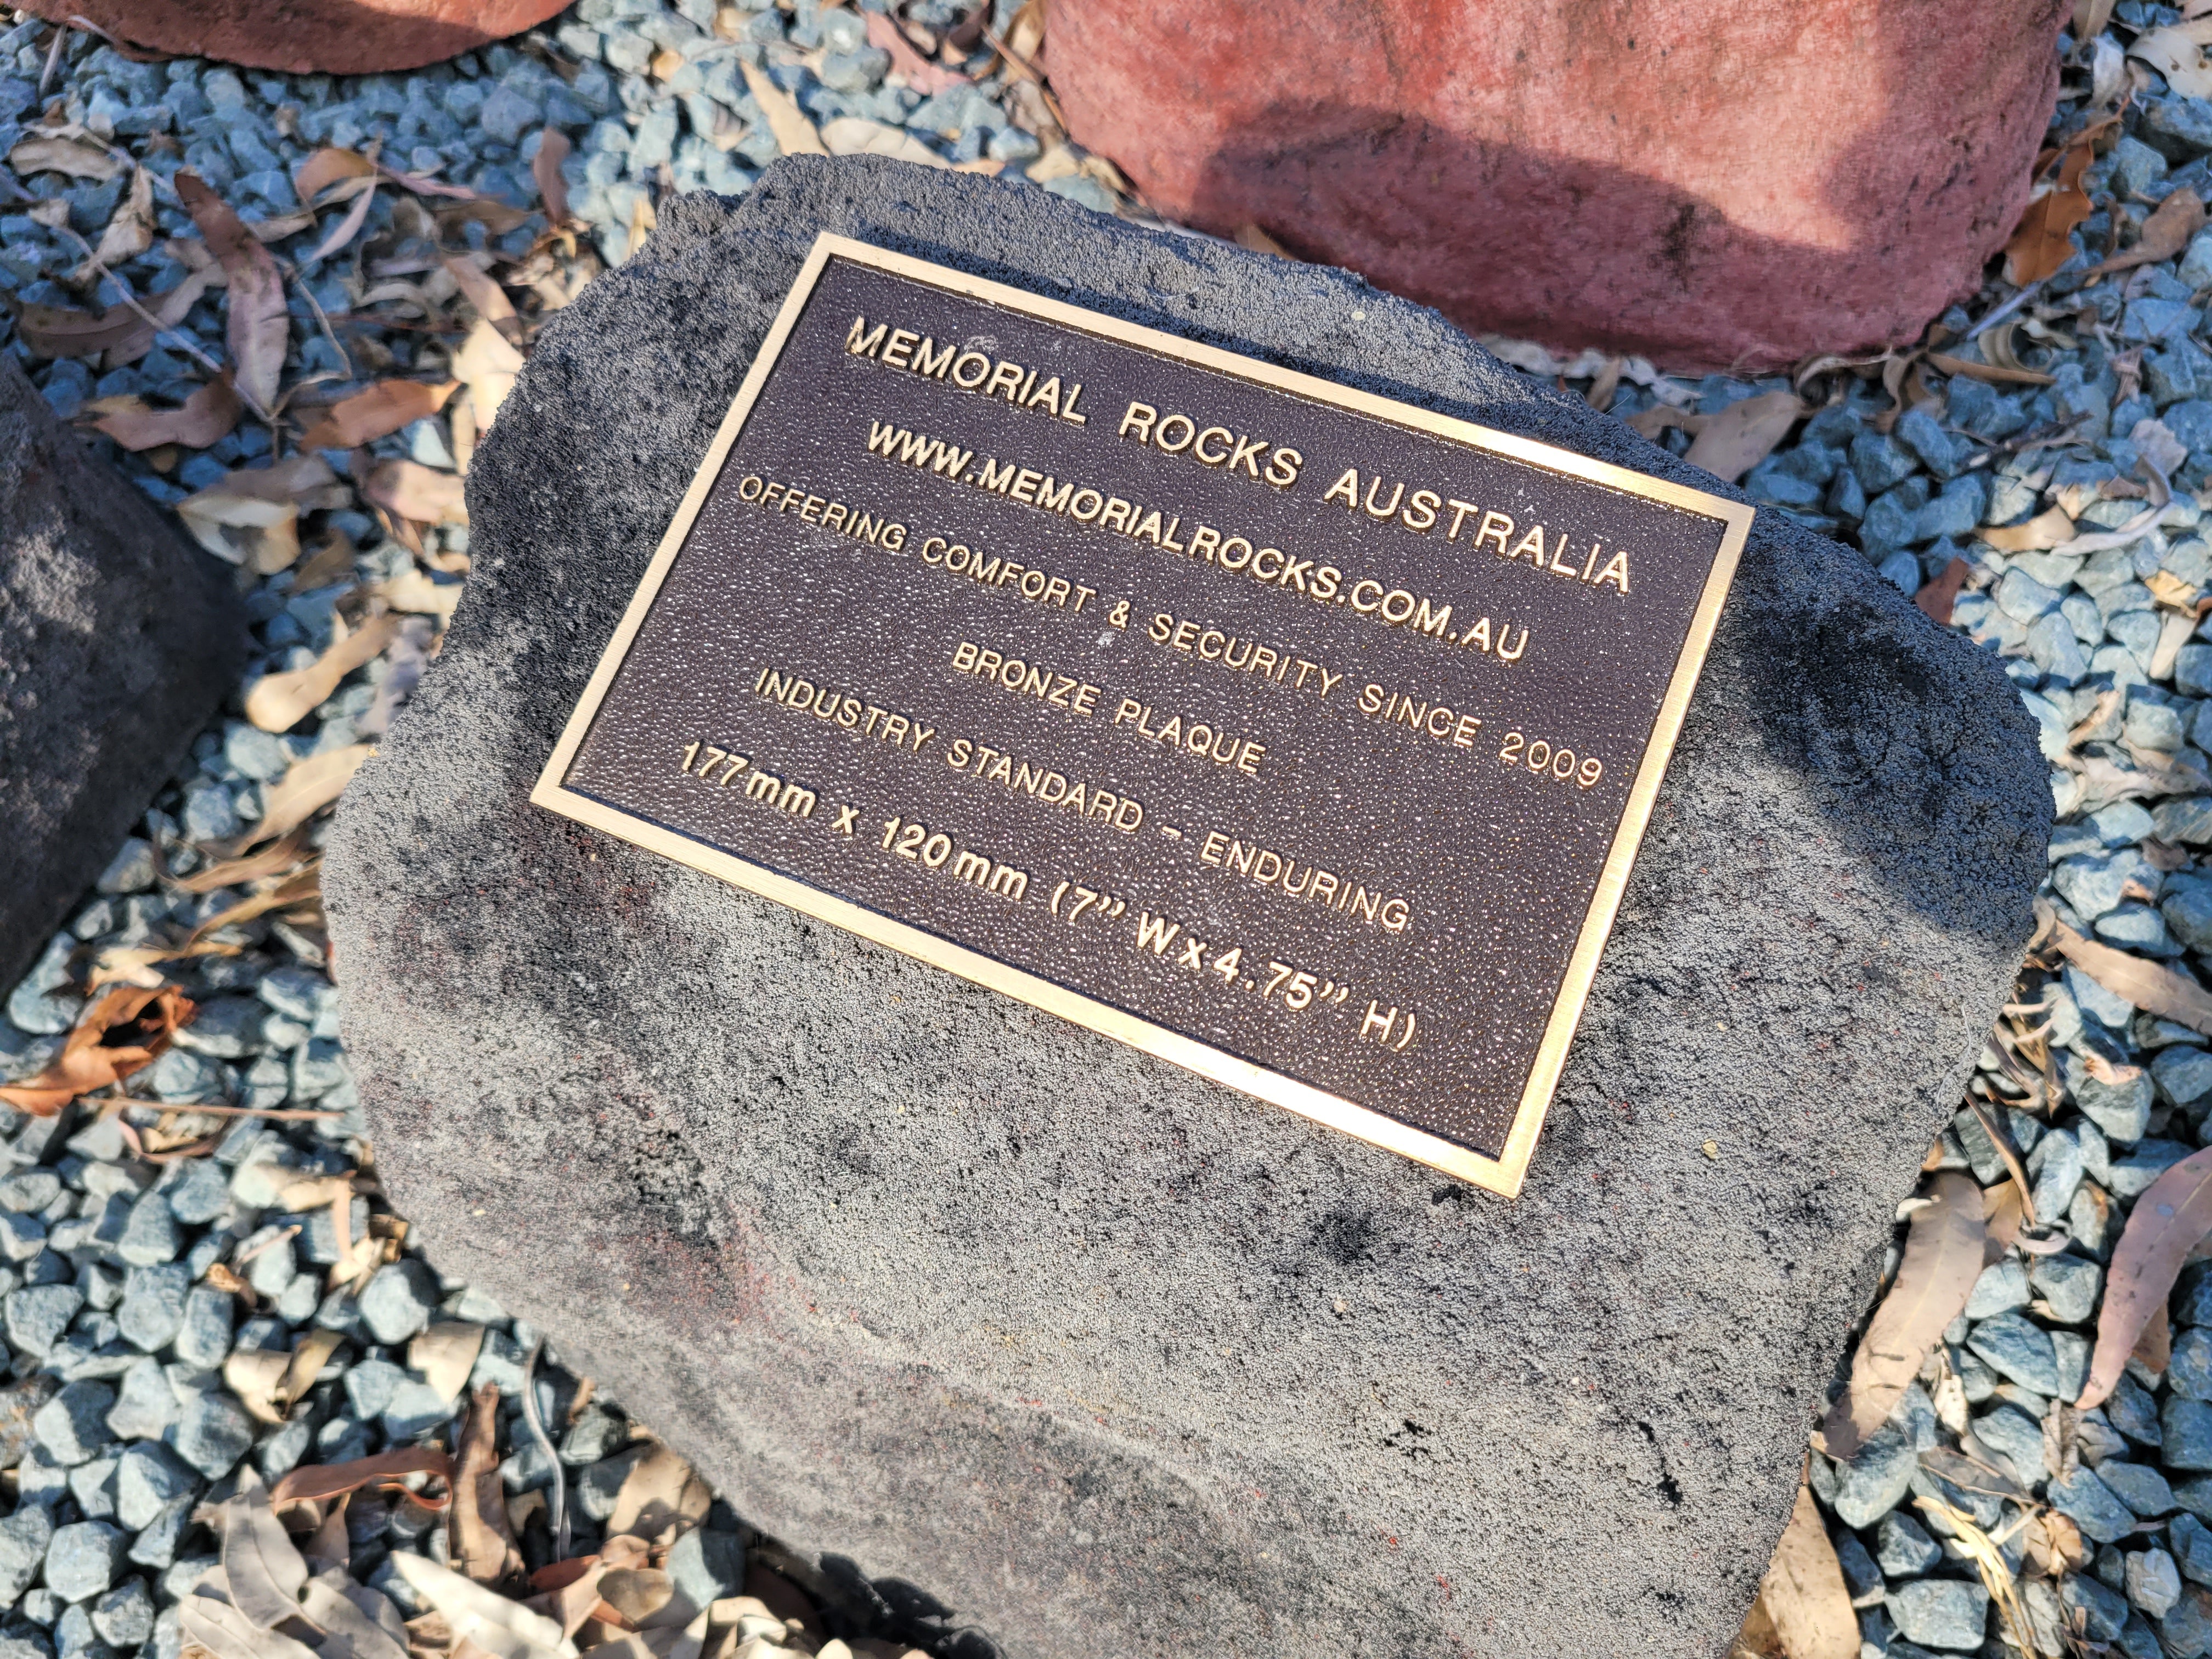 MEMORIAL ROCKS AUSTRALIA
WWW.MEMORIALROCKS.COM.AU
OFFERING COMFORT & SECURITY SINCE 2009
BRONZE PLAQUE
INDUSTRY STANDARD - ENDURING
177mm x 120mm (7” W x 4.75” H)